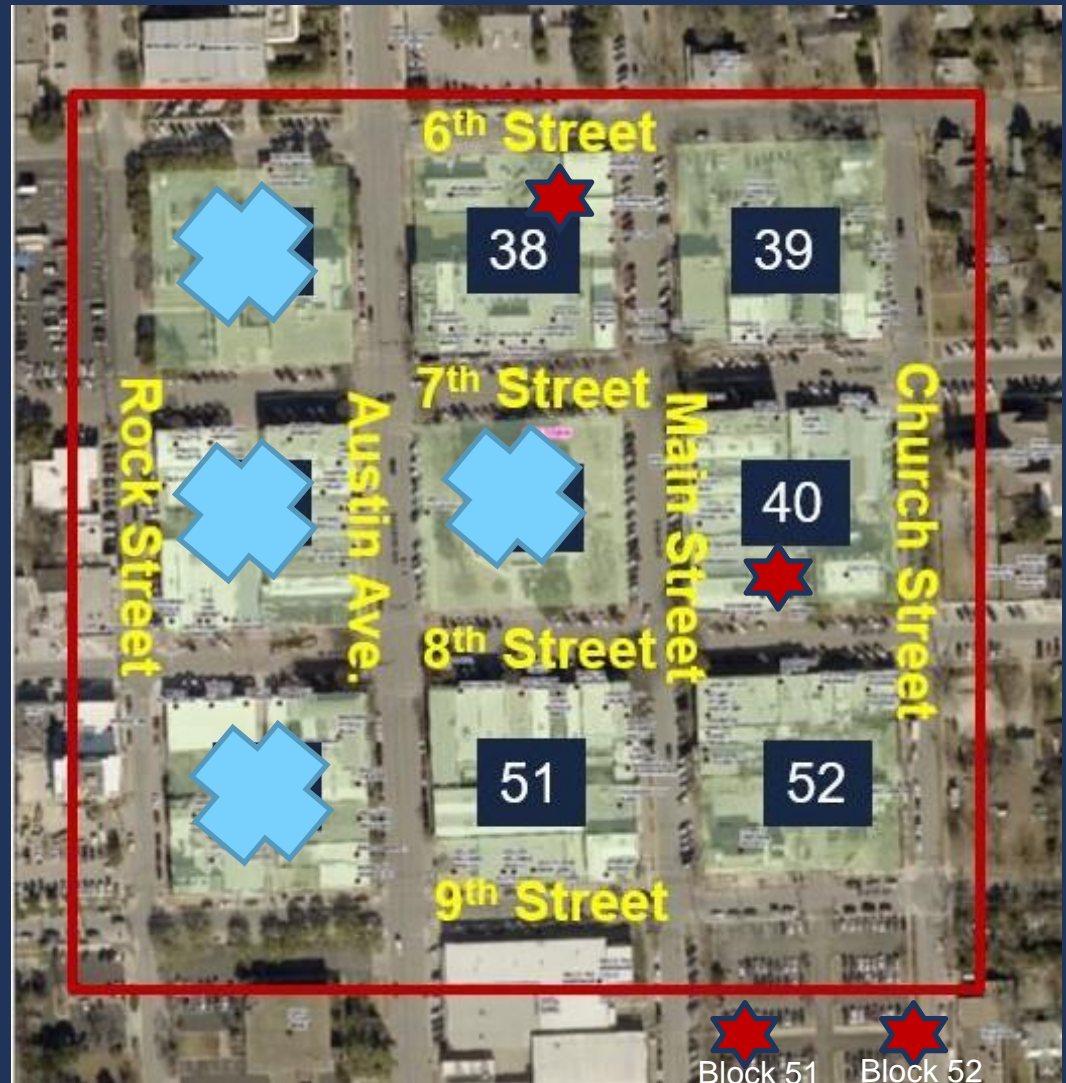 6th Street
38
39
7th Street
Rock Street
Austin Ave.
Main Street
Church Street
40
8th Street
51
52
9th Street
Block 51
Block 52